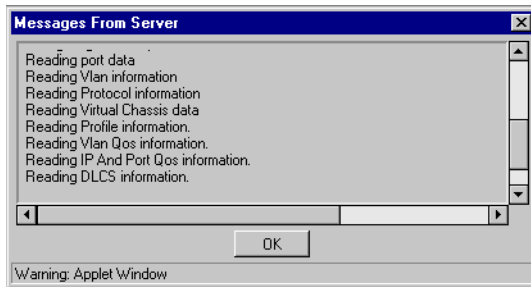 Messages From Server
Reading port data
Reading Vlan information
Reading Protocol information
Reading Virtual Chassis data
Reading Profile information.
Reading Vlan Qos information.
Reading IP And Port Qos information.
Reading DLCS information.
OK
Warning: Applet Window